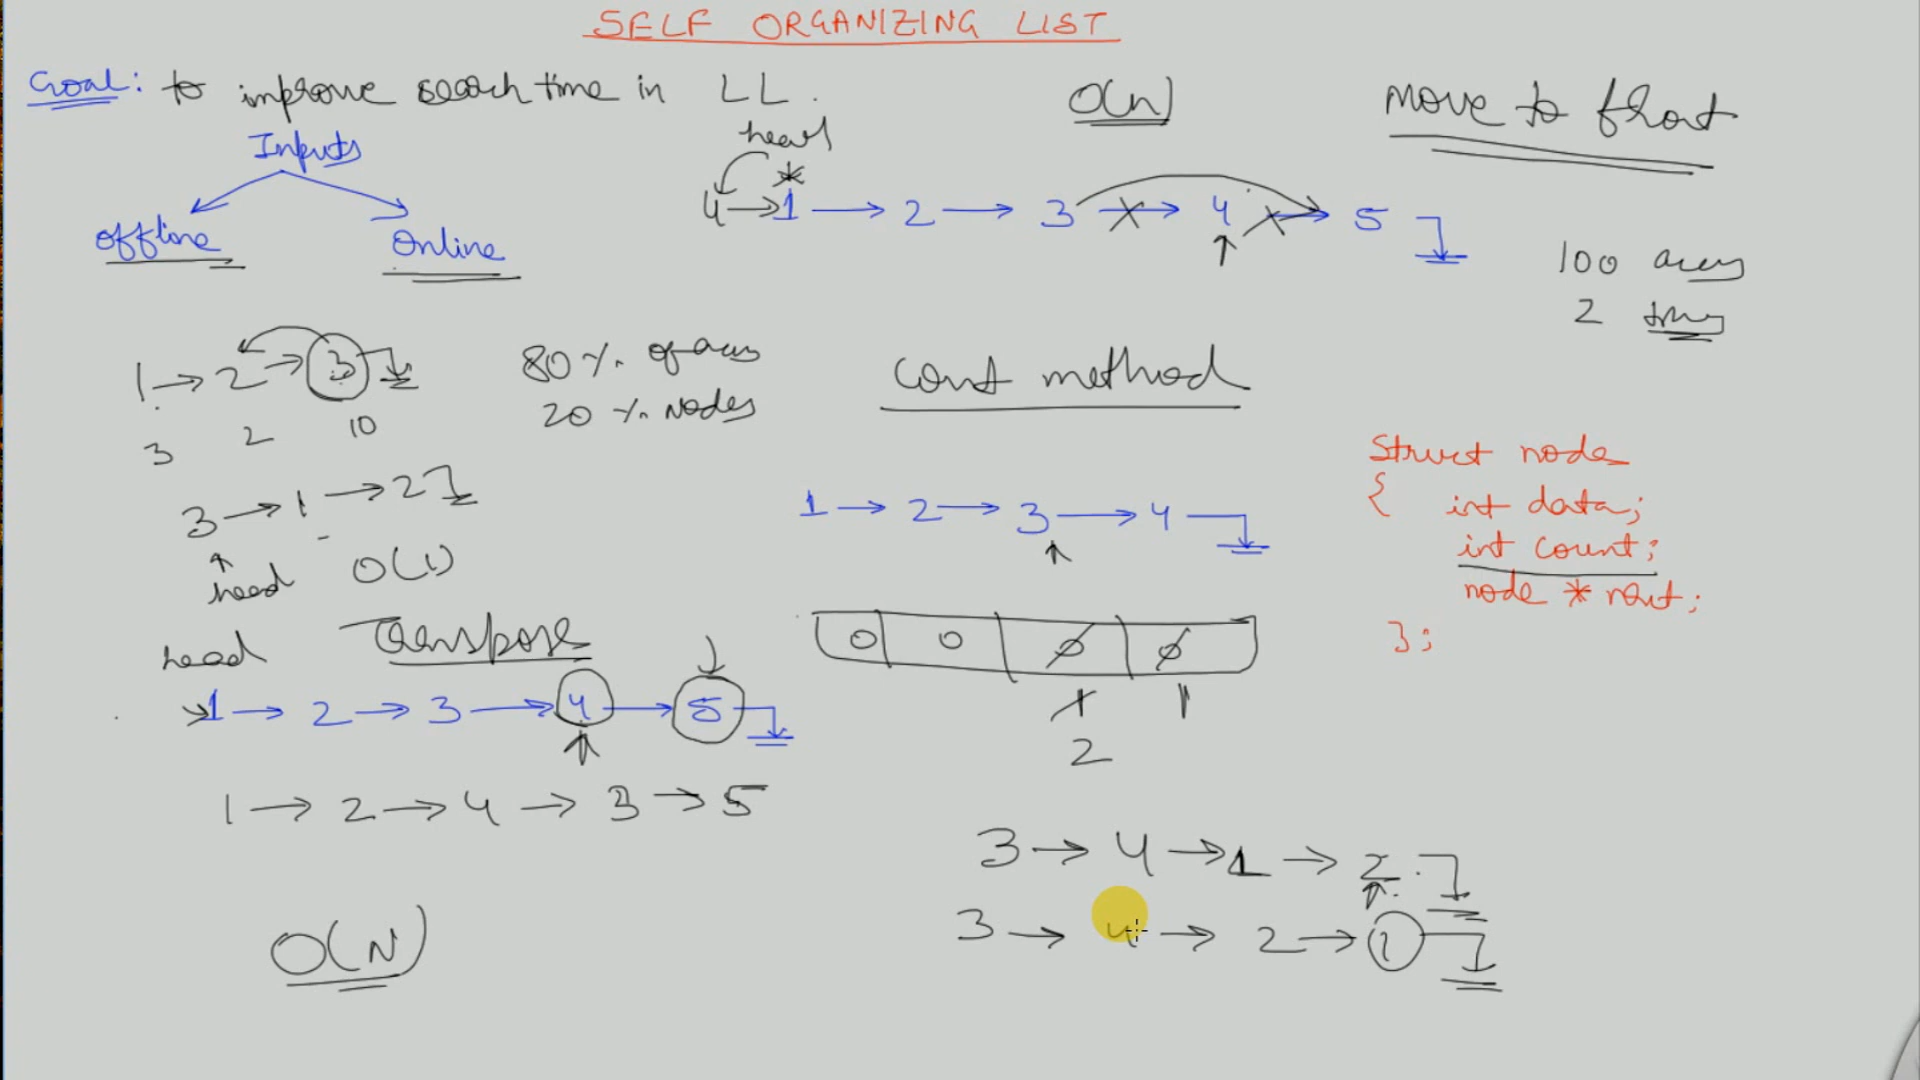 SELF ORGANIZING LIST
Goal: to improve search time in LL.
O(n)
move to front
Inputs
offline
Online
head
4 → 1 → 2 → 3 → 4 → 5
100
2
1 → 2 → 3
3 2 10
80 % of
20 % nodes
3 → 1 → 2
head O(1)
count method
1 → 2 → 3 → 4
Struct node
{ int data;
int count;
node * next;
};
head
Transpose
1 → 2 → 3 → 4 → 5
1 → 2 → 4 → 3 → 5
O(N)
0 0 0 0
1 1
2
3 → 4 → 1 → 2
3 → 4 → 2 → 1